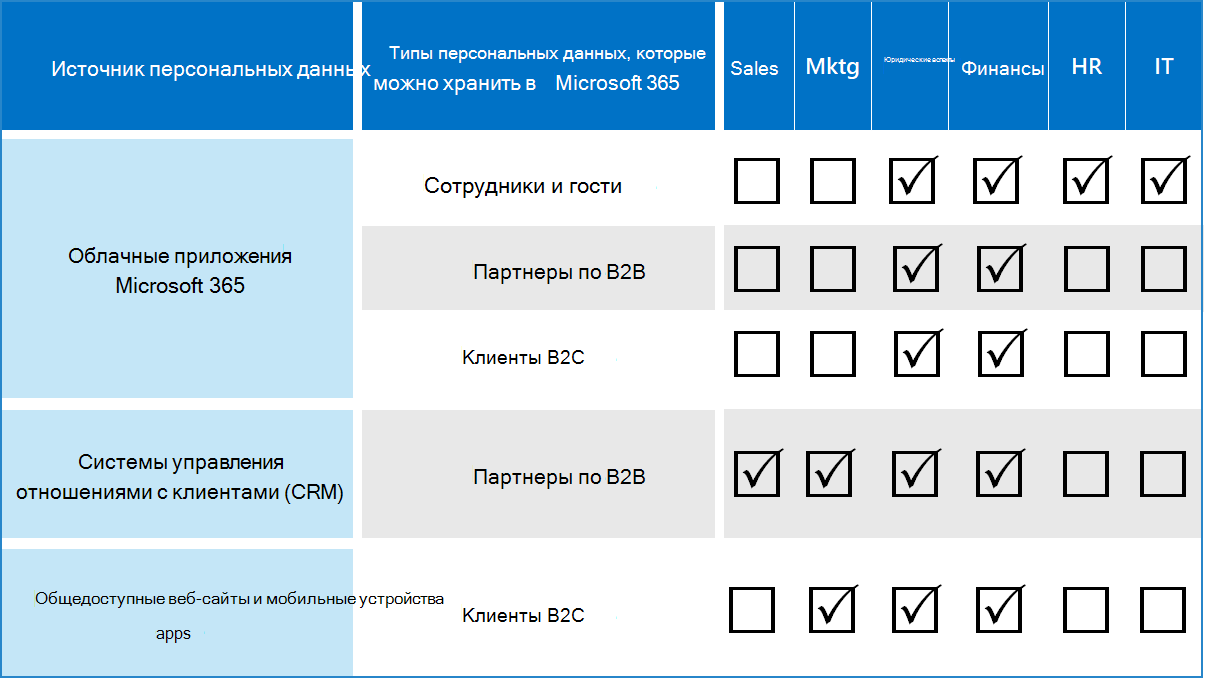 Источник персональных данных
Типы персональных данных, которые
можно хранить в Microsoft 365
Sales
Mktg
Юридические аспекты
Финансы
HR
IT
Облачные приложения
Microsoft 365
Сотрудники и гости
Партнеры по B2B
Клиенты B2C
Системы управления
отношениями с клиентами (CRM)
Партнеры по B2B
Общедоступные веб-сайты и мобильные устройства
apps
Клиенты B2C